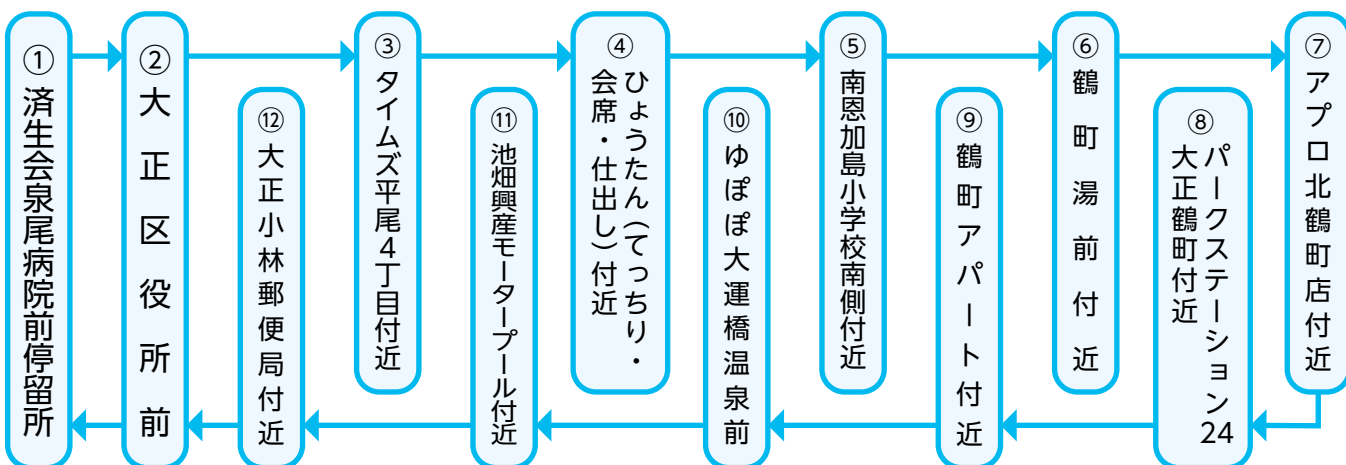 ① 済生会泉尾病院前停留所
② 大正区役所前
③ タイムズ平尾4丁目付近
④ ひょうたん(てっちり・
会席・仕出し)付近
⑤ 南恩加島小学校南側付近
⑥ 鶴町湯前付近
⑦ アプロ北鶴町店付近
⑧ パークステーション24
大正鶴町付近
⑨ 鶴町アパート付近
⑩ ゆぽぽ大運橋温泉前
⑪ 池畑興産モータープール付近
⑫ 大正小林郵便局付近